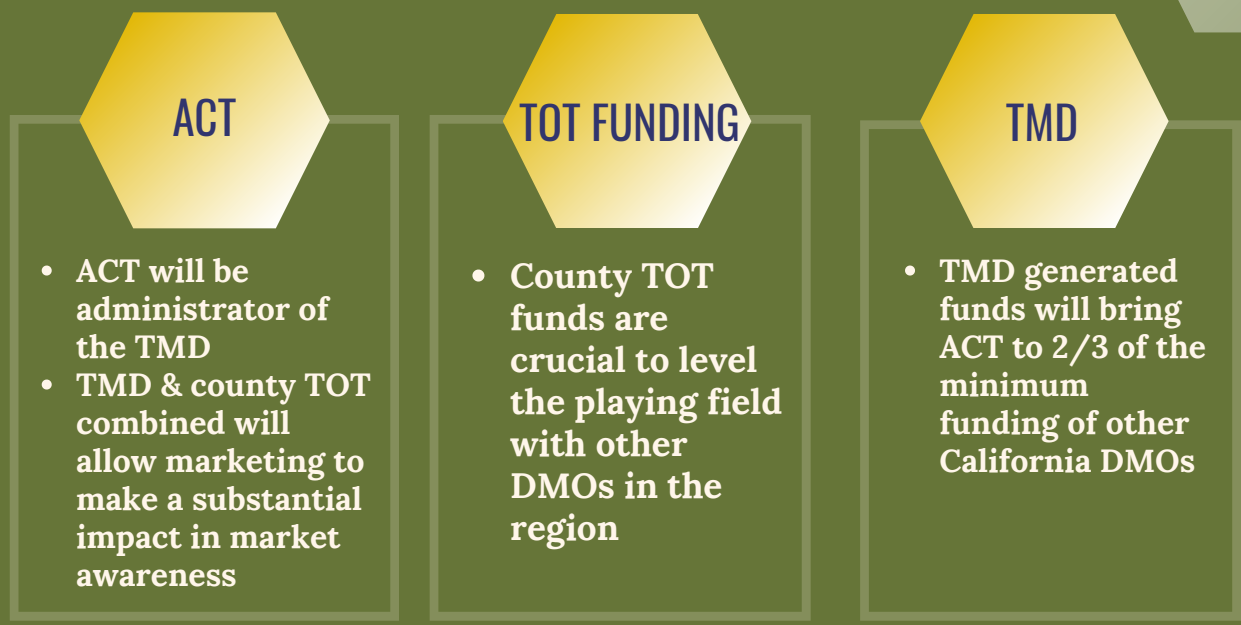 ACT
• ACT will be
administrator of
the TMD
• TMD & county TOT
combined will
allow marketing to
make a substantial
impact in market
awareness
TOT FUNDING
• County TOT
funds are
crucial to level
the playing field
with other
DMOs in the
region
TMD
• TMD generated
funds will bring
ACT to 2/3 of the
minimum
funding of other
California DMOs